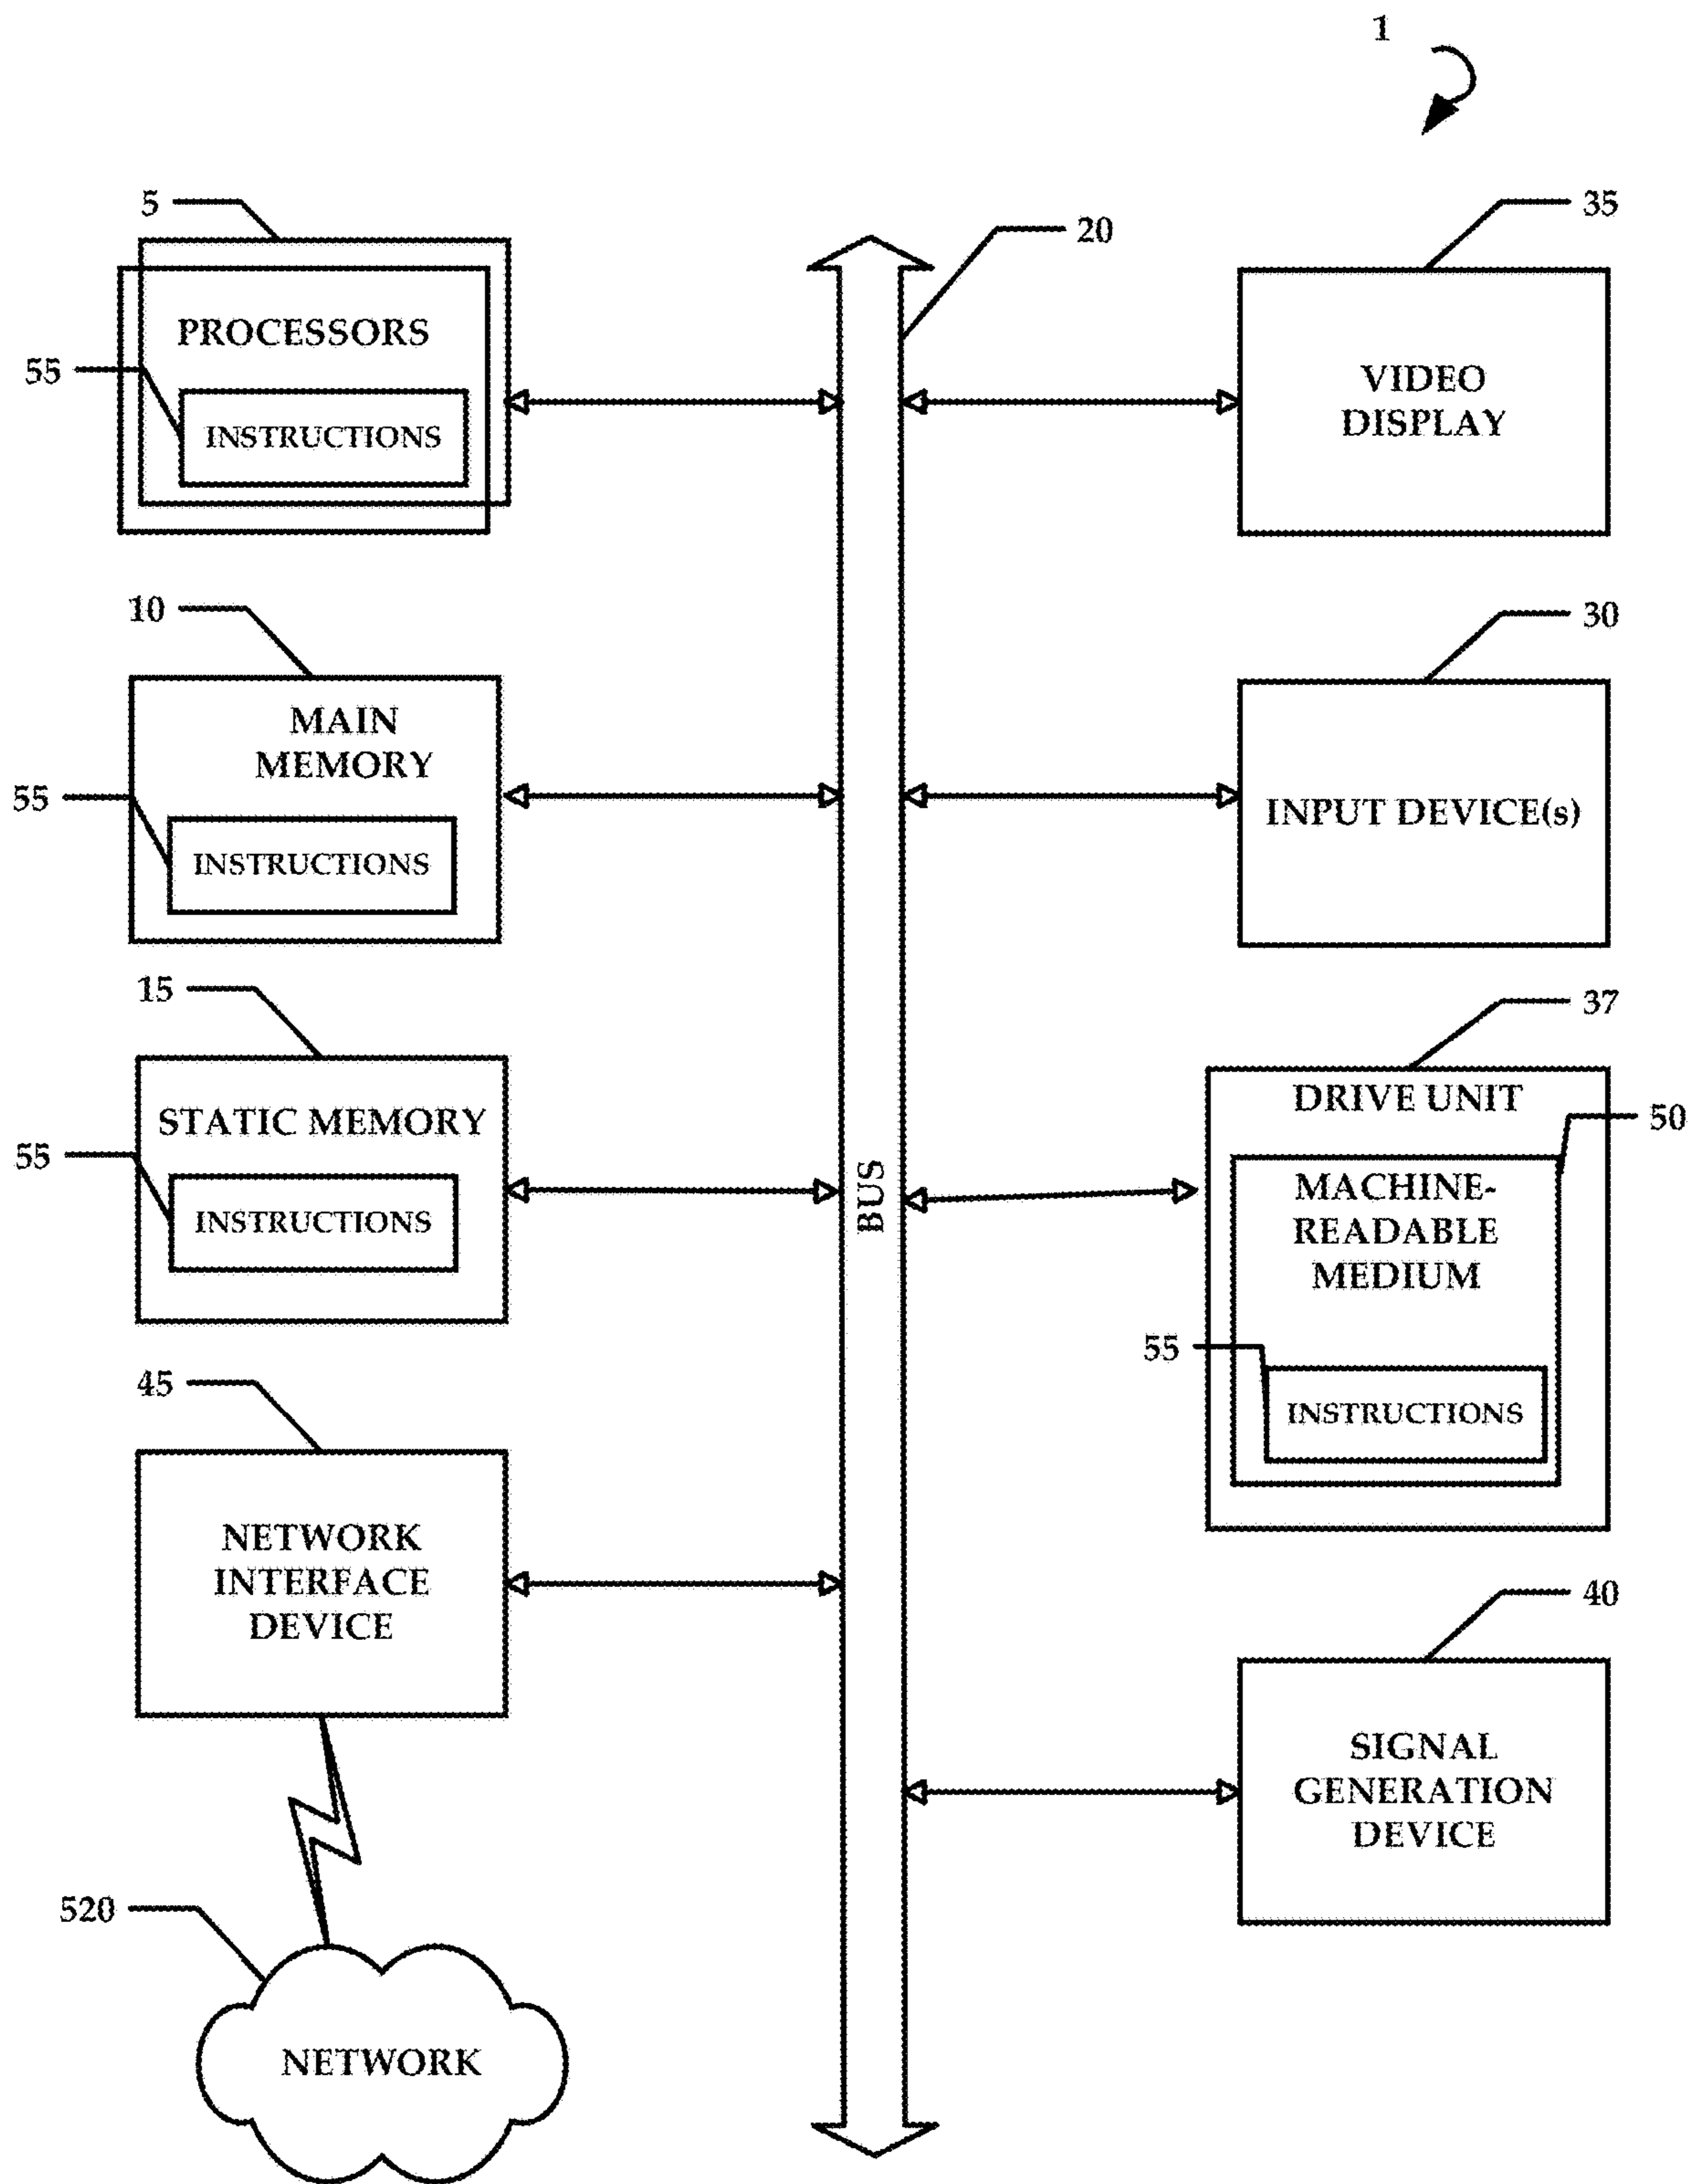 1
5
PROCESSORS
55
INSTRUCTIONS
10
MAIN
MEMORY
55
INSTRUCTIONS
15
STATIC MEMORY
55
INSTRUCTIONS
45
NETWORK
INTERFACE
DEVICE
520
NETWORK
20
BUS
35
VIDEO
DISPLAY
30
INPUT DEVICE(s)
37
DRIVE UNIT
50
MACHINE-
READABLE
MEDIUM
55
INSTRUCTIONS
40
SIGNAL
GENERATION
DEVICE